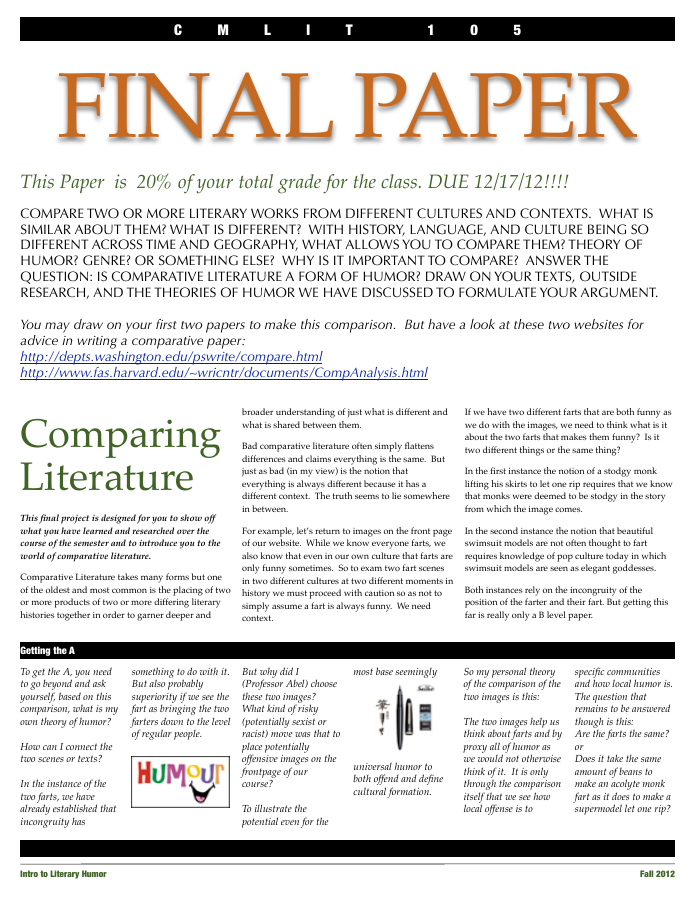 CMLIT 105
FINAL PAPER
This Paper is 20% of your total grade for the class. DUE 12/17/12!!!!
COMPARE TWO OR MORE LITERARY WORKS FROM DIFFERENT CULTURES AND CONTEXTS. WHAT IS
SIMILAR ABOUT THEM? WHAT IS DIFFERENT? WITH HISTORY, LANGUAGE, AND CULTURE BEING SO
DIFFERENT ACROSS TIME AND GEOGRAPHY, WHAT ALLOWS YOU TO COMPARE THEM? THEORY OF
HUMOR? GENRE? OR SOMETHING ELSE? WHY IS IT IMPORTANT TO COMPARE? ANSWER THE
QUESTION: IS COMPARATIVE LITERATURE A FORM OF HUMOR? DRAW ON YOUR TEXTS, OUTSIDE
RESEARCH, AND THE THEORIES OF HUMOR WE HAVE DISCUSSED TO FORMULATE YOUR ARGUMENT.
You may draw on your first two papers to make this comparison. But have a look at these two websites for
advice in writing a comparative paper:
http://depts.washington.edu/pswrite/compare.html
http://www.fas.harvard.edu/~wricntr/documents/CompAnalysis.html
Comparing
Literature
This final project is designed for you to show off
what you have learned and researched over the
course of the semester and to introduce you to the
world of comparative literature.
Comparative Literature takes many forms but one
of the oldest and most common is the placing of two
or more products of two or more differing literary
histories together in order to garner deeper and
broader understanding of just what is different and
what is shared between them.
Bad comparative literature often simply flattens
differences and claims everything is the same. But
just as bad (in my view) is the notion that
everything is always different because it has a
different context. The truth seems to lie somewhere
in between.
For example, let's return to images on the front page
of our website. While we know everyone farts, we
also know that even in our own culture that farts are
only funny sometimes. So to exam two fart scenes
in two different cultures at two different moments in
history we must proceed with caution so as not to
simply assume a fart is always funny. We need
context.
If we have two different farts that are both funny as
we do with the images, we need to think what is it
about the two farts that makes them funny? Is it
two different things or the same thing?
In the first instance the notion of a stodgy monk
lifting his skirts to let one rip requires that we know
that monks were deemed to be stodgy in the story
from which the image comes.
In the second instance the notion that beautiful
swimsuit models are not often thought to fart
requires knowledge of pop culture today in which
swimsuit models are seen as elegant goddesses.
Both instances rely on the incongruity of the
position of the farter and their fart. But getting this
far is really only a B level paper.
Getting the A
To get the A, you need
to go beyond and ask
yourself, based on this
comparison, what is my
own theory of humor?
How can I connect the
two scenes or texts?
In the instance of the
two farts, we have
already established that
incongruity has
something to do with it.
But also probably
superiority if we see the
fart as bringing the two
farters down to the level
of regular people.
HUMOUr
But why did I
(Professor Abel) choose
these two images?
What kind of risky
(potentially sexist or
racist) move was that to
place potentially
offensive images on the
frontpage of our
course?
To illustrate the
potential even for the
most base seemingly
universal humor to
both offend and define
cultural formation.
So my personal theory
of the comparison of the
two images is this:
The two images help us
think about farts and by
proxy all of humor as
we would not otherwise
think of it. It is only
through the comparison
itself that we see how
local offense is to
specific communities
and how local humor is.
The question that
remains to be answered
though is this:
Are the farts the same?
or
Does it take the same
amount of beans to
make an acolyte monk
fart as it does to make a
supermodel let one rip?
Intro to Literary Humor
Fall 2012